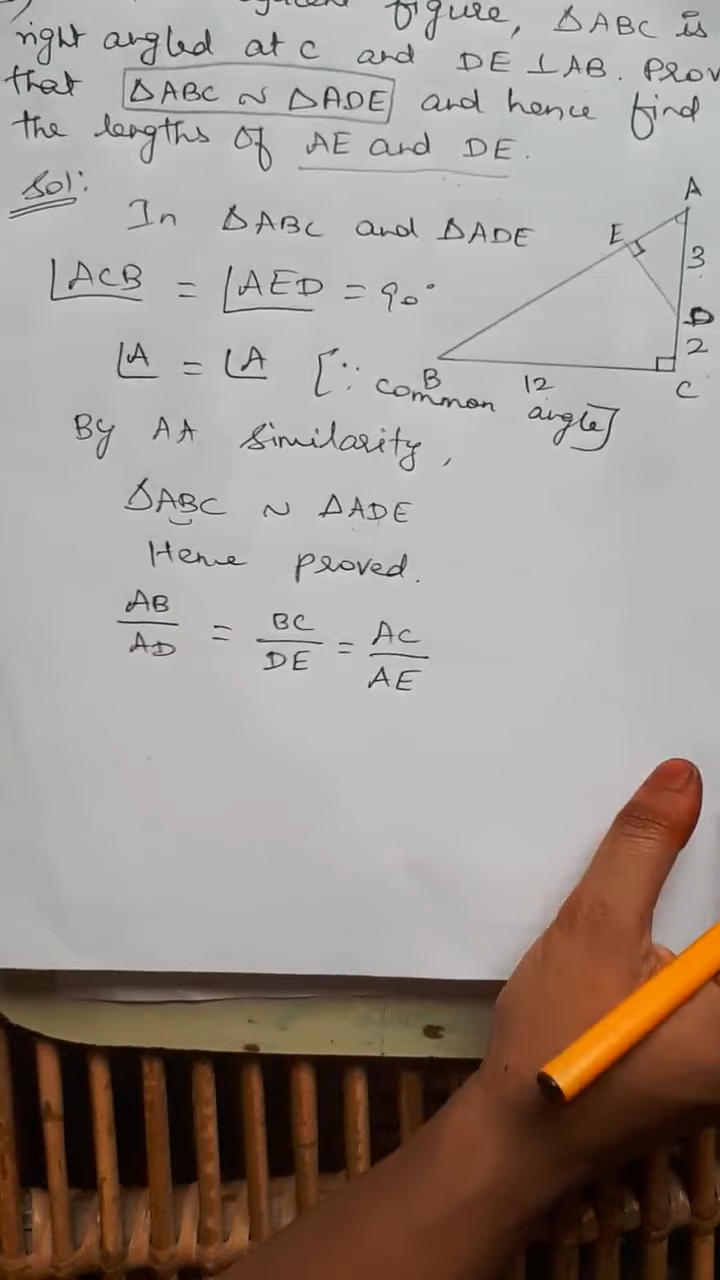 figure, ΔABC is
right angled at C and DE ⊥ AB. Prov
that ΔABC ~ ΔADE and hence find
the lengths of AE and DE.
Sol:
In ΔABC and ΔADE
∠ACB = ∠AED = 90°
∠A = ∠A [∵ common angle]
By AA similarity,
ΔABC ~ ΔADE
Hence proved.
AB/AD = BC/DE = AC/AE
A
E
3
D
2
B
12
C